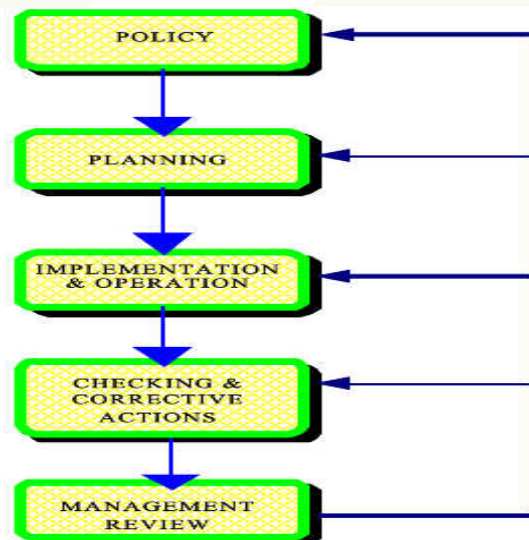 POLICY
PLANNING
IMPLEMENTATION
& OPERATION
CHECKING &
CORRECTIVE
ACTIONS
MANAGEMENT
REVIEW